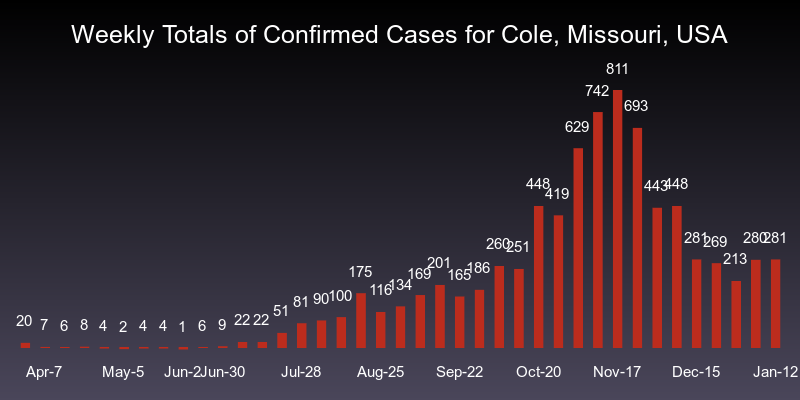 Weekly Totals of Confirmed Cases for Cole, Missouri, USA
20 7 6 8 4 2 4 4 1 6 9 22 22 51 81 90 100 175 116 134 169 201 165 186 260 251 448 419 629 742 811 693 443 448 281 269 213 280 281
Apr-7 May-5 Jun-2 Jun-30 Jul-28 Aug-25 Sep-22 Oct-20 Nov-17 Dec-15 Jan-12